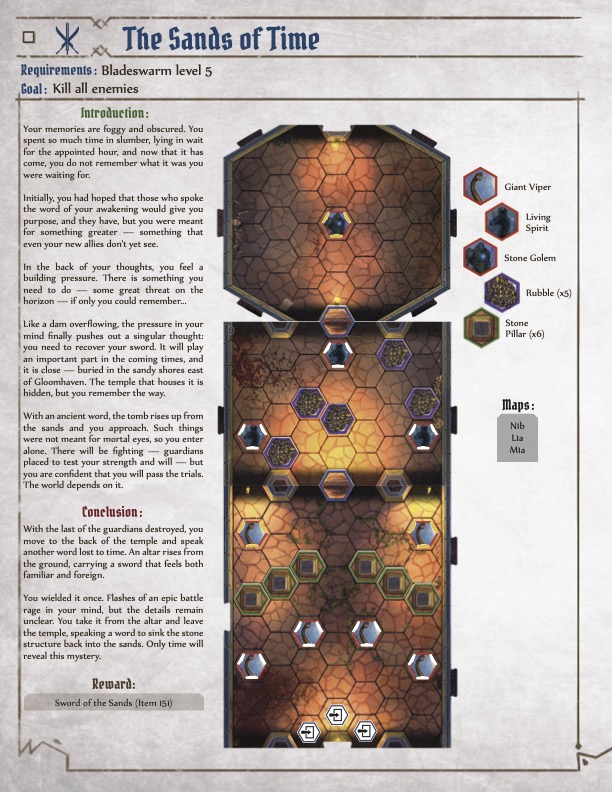 The Sands of Time
Requirements: Bladeswarm level 5
Goal: Kill all enemies
Introduction:
Your memories are foggy and obscured. You
spent so much time in slumber, lying in wait
for the appointed hour, and now that it has
come, you do not remember what it was you
were waiting for.
Initially, you had hoped that those who spoke
the word of your awakening would give you
purpose, and they have, but you were meant
for something greater — something that
even your new allies don't yet see.
In the back of your thoughts, you feel a
building pressure. There is something you
need to do — some great threat on the
horizon — if only you could remember...
Like a dam overflowing, the pressure in your
mind finally pushes out a singular thought:
you need to recover your sword. It will play
an important part in the coming times, and
it is close — buried in the sandy shores east
of Gloomhaven. The temple that houses it is
hidden, but you remember the way.
With an ancient word, the tomb rises up from
the sands and you approach. Such things
were not meant for mortal eyes, so you enter
alone. There will be fighting — guardians
placed to test your strength and will — but
you are confident that you will pass the trials.
The world depends on it.
Conclusion:
With the last of the guardians destroyed, you
move to the back of the temple and speak
another word lost to time. An altar rises from
the ground, carrying a sword that feels both
familiar and foreign.
You wielded it once. Flashes of an epic battle
rage in your mind, but the details remain
unclear. You take it from the altar and leave
the temple, speaking a word to sink the stone
structure back into the sands. Only time will
reveal this mystery.
Reward:
Sword of the Sands (Item 151)
Giant Viper
Living
Spirit
Stone Golem
Rubble (x5)
Stone
Pillar (x6)
Maps:
N1b
L1a
M1a